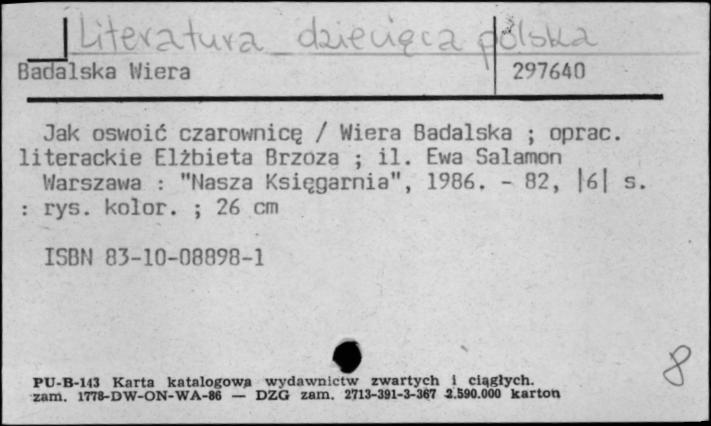 Literatura dziecięca polska
Badalska Wiera 297640
Jak oswoić czarownicę / Wiera Badalska ; oprac.
literackie Elżbieta Brzoza ; il. Ewa Salamon
Warszawa : "Nasza Księgarnia", 1986. - 82, |6| s.
: rys. kolor. ; 26 cm
ISBN 83-10-08898-1
8
PU-B-143 Karta katalogowa wydawnictw zwartych i ciągłych.
zam. 1778-DW-ON-WA-86 — DZG zam. 2713-391-3-367 2.590.000 karton